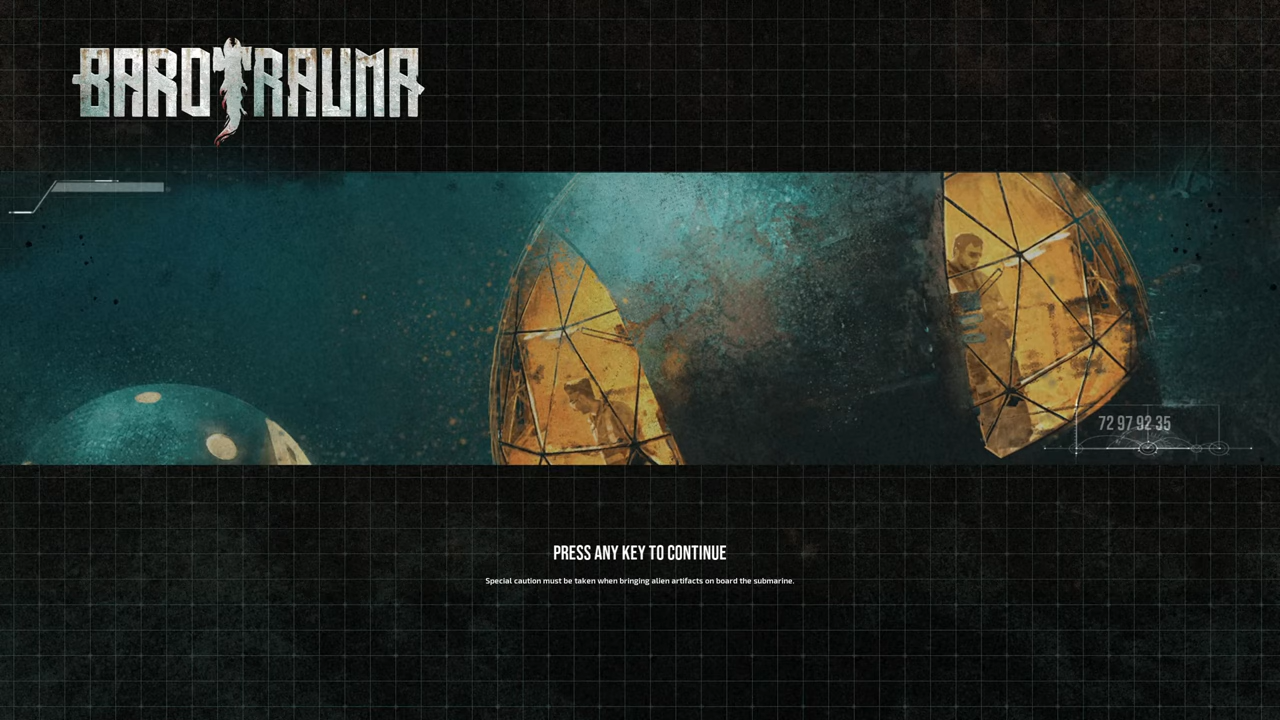 BAROTRAUMA
72 97 92 35
PRESS ANY KEY TO CONTINUE
Special caution must be taken when bringing alien artifacts on board the submarine.